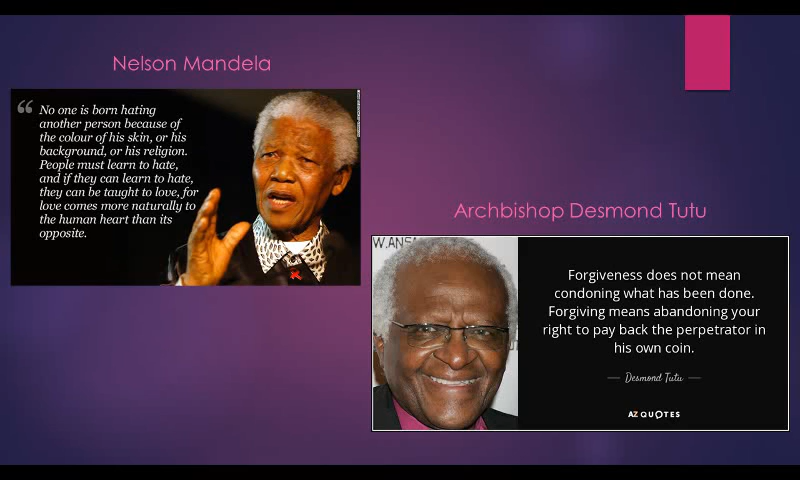 Nelson Mandela
“ No one is born hating
another person because of
the colour of his skin, or his
background, or his religion.
People must learn to hate,
and if they can learn to hate,
they can be taught to love, for
love comes more naturally to
the human heart than its
opposite.
Archbishop Desmond Tutu
W.ANSA
Forgiveness does not mean
condoning what has been done.
Forgiving means abandoning your
right to pay back the perpetrator in
his own coin.
— Desmond Tutu —
AZ QUOTES